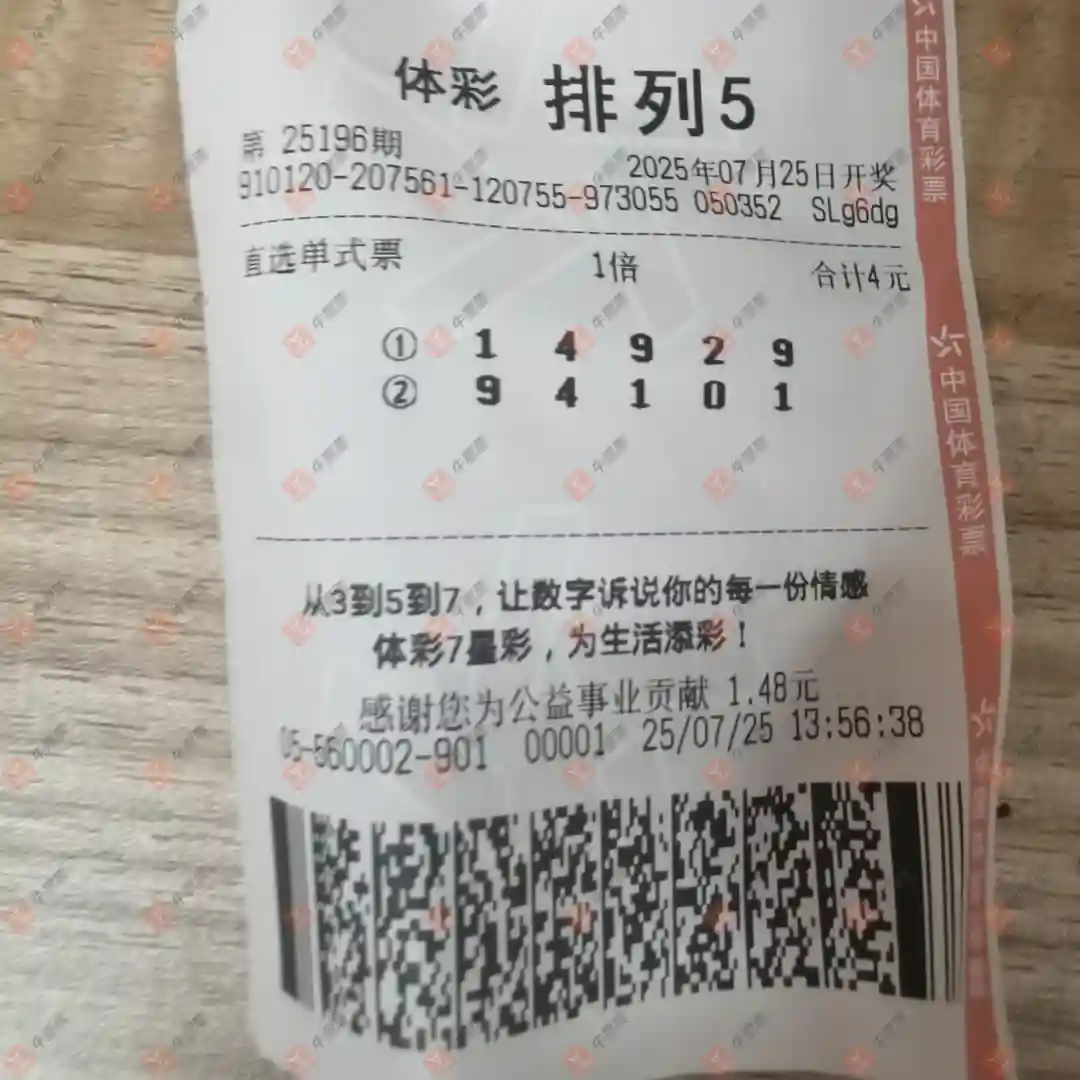 体彩 排列5
第 25196期
2025年07月25日开奖
910120-207561-120755-973055 050352 SLg6dg
直选单式票 1倍 合计4元
① 1 4 9 2 9
② 9 4 1 0 1
从3到5到7，让数字诉说你的每一份情感
体彩7星彩，为生活添彩！
感谢您为公益事业贡献 1.48元
05-560002-901 00001 25/07/25 13:56:38
中国体育彩票
中国体育彩票